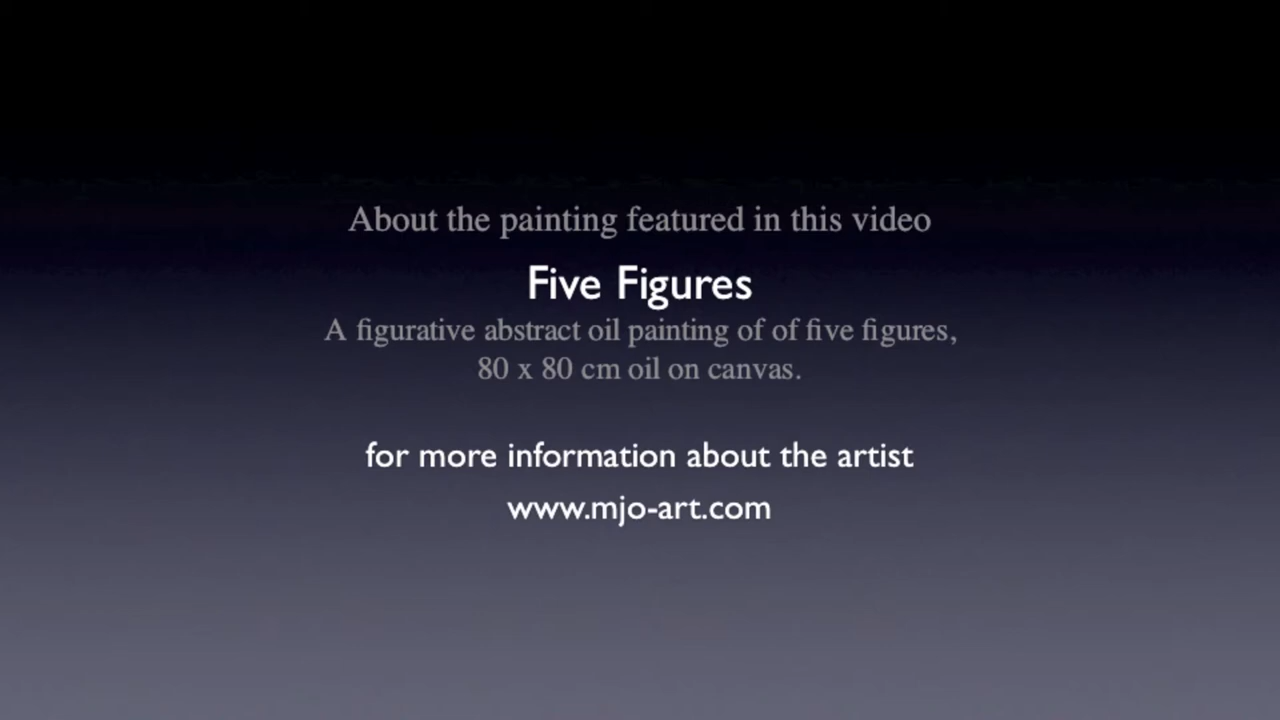 About the painting featured in this video
Five Figures
A figurative abstract oil painting of of five figures,
80 x 80 cm oil on canvas.
for more information about the artist
www.mjo-art.com